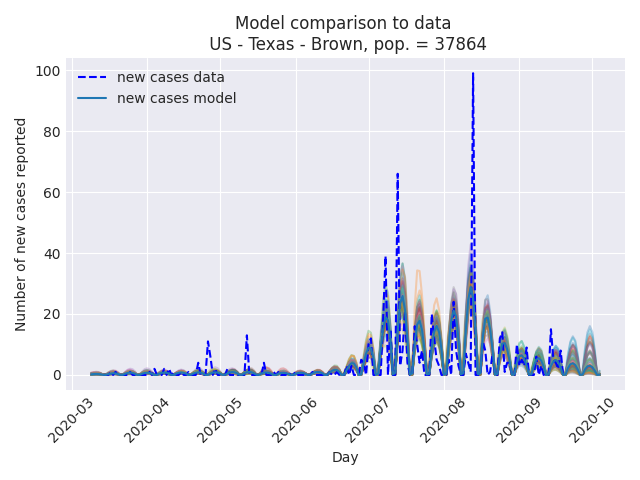 Model comparison to data
US - Texas - Brown, pop. = 37864
new cases data
new cases model
Number of new cases reported
100
80
60
40
20
0
2020-03
2020-04
2020-05
2020-06
2020-07
2020-08
2020-09
2020-10
Day